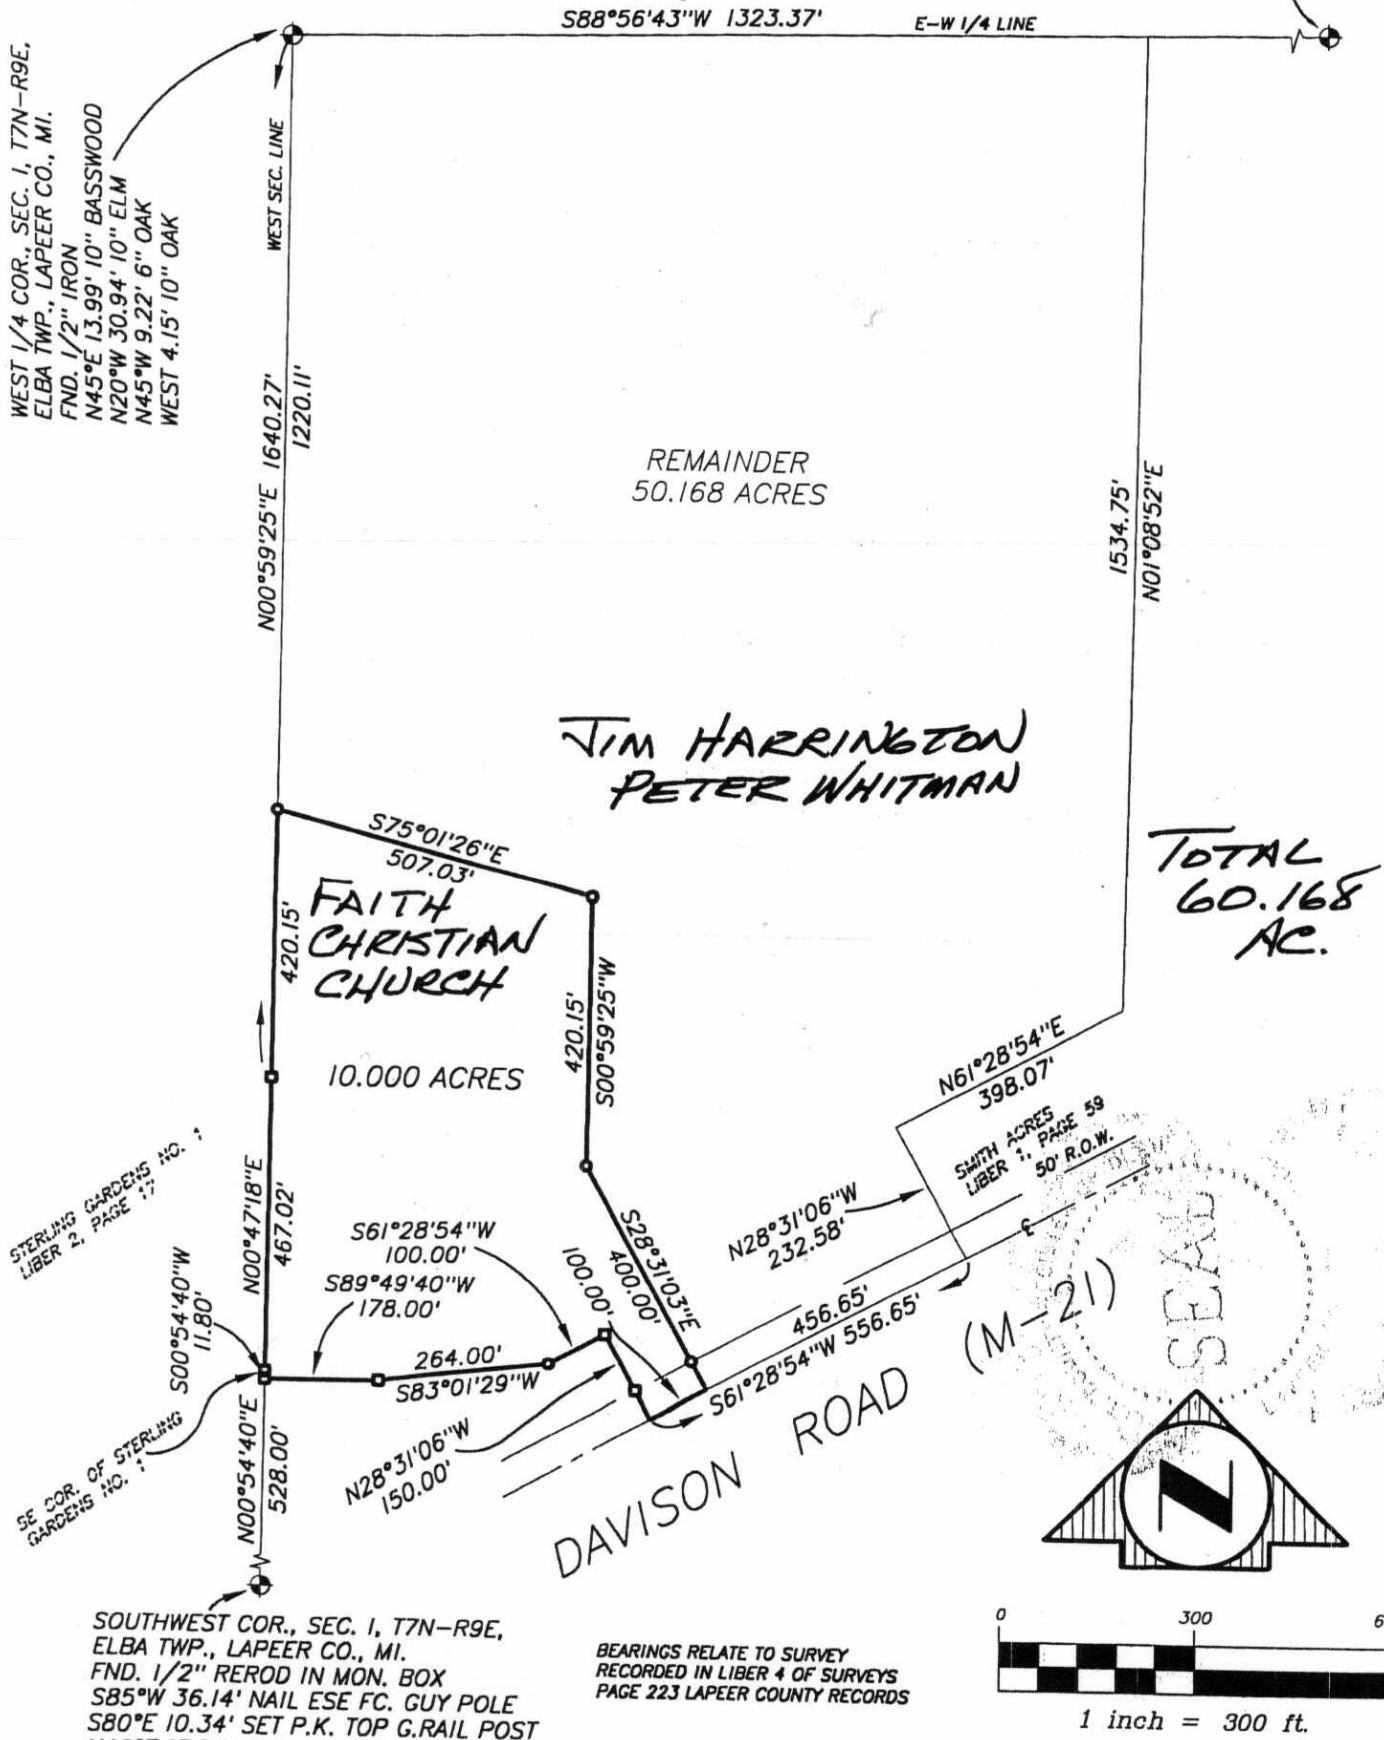 S88°56'43"W 1323.37'
E-W 1/4 LINE
WEST 1/4 COR., SEC. 1, T7N-R9E,
ELBA TWP., LAPEER CO., MI.
FND. 1/2" IRON
N45°E 13.99' 10" BASSWOOD
N20°W 30.94' 10" ELM
N45°W 9.22' 6" OAK
WEST 4.15' 10" OAK
WEST SEC. LINE
N00°59'25"E 1640.27'
1220.11'
REMAINDER
50.168 ACRES
1534.75'
N01°08'52"E
JIM HARRINGTON
PETER WHITMAN
TOTAL
60.168
AC.
S75°01'26"E
507.03'
FAITH
CHRISTIAN
CHURCH
420.15'
420.15'
S00°59'25"W
10.000 ACRES
N61°28'54"E
398.07'
SMITH ACRES
LIBER 1, PAGE 59
50' R.O.W.
STERLING GARDENS NO. 1
LIBER 2, PAGE 17
N00°47'18"E
467.02'
S61°28'54"W
100.00'
S89°49'40"W
178.00'
S00°54'40"W
11.80'
264.00'
S83°01'29"W
S28°31'03"E
400.00'
100.00'
N28°31'06"W
232.58'
456.65'
S61°28'54"W 556.65'
N28°31'06"W
150.00'
SE COR. OF STERLING
GARDENS NO. 1
N00°54'40"E
528.00'
DAVISON ROAD (M-21)
N
SOUTHWEST COR., SEC. 1, T7N-R9E,
ELBA TWP., LAPEER CO., MI.
FND. 1/2" REROD IN MON. BOX
S85°W 36.14' NAIL ESE FC. GUY POLE
S80°E 10.34' SET P.K. TOP G.RAIL POST
BEARINGS RELATE TO SURVEY
RECORDED IN LIBER 4 OF SURVEYS
PAGE 223 LAPEER COUNTY RECORDS
0 300 6
1 inch = 300 ft.